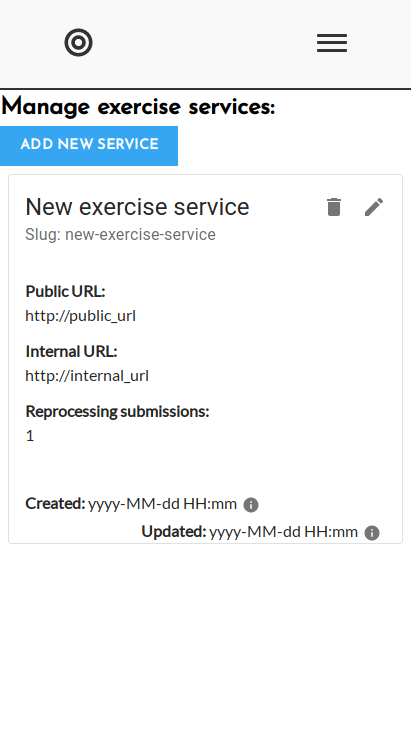 Manage exercise services:
ADD NEW SERVICE
New exercise service
Slug: new-exercise-service
Public URL:
http://public_url
Internal URL:
http://internal_url
Reprocessing submissions:
1
Created: yyyy-MM-dd HH:mm
Updated: yyyy-MM-dd HH:mm